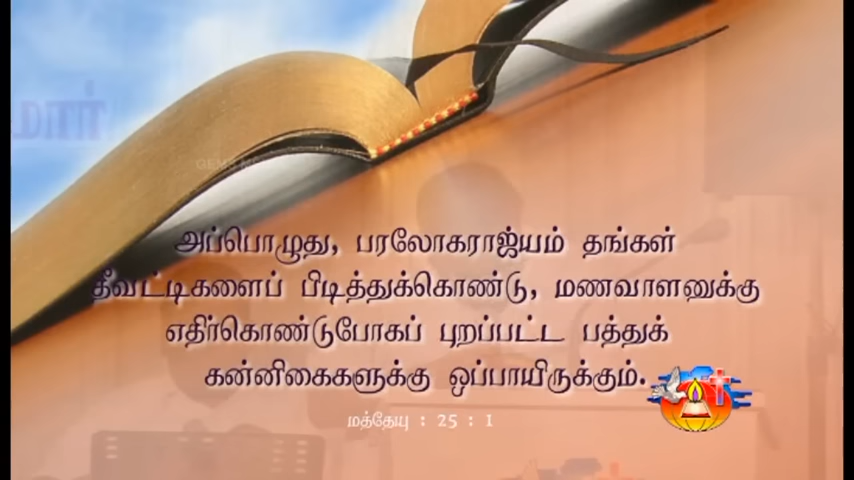 மார்
அப்பொழுது, பரலோகராஜ்யம் தங்கள்
தீவட்டிகளைப் பிடித்துக்கொண்டு, மணவாளனுக்கு
எதிர்கொண்டுபோகப் புறப்பட்ட பத்துக்
கன்னிகைகளுக்கு ஒப்பாயிருக்கும்.
மத்தேயு : 25 : 1